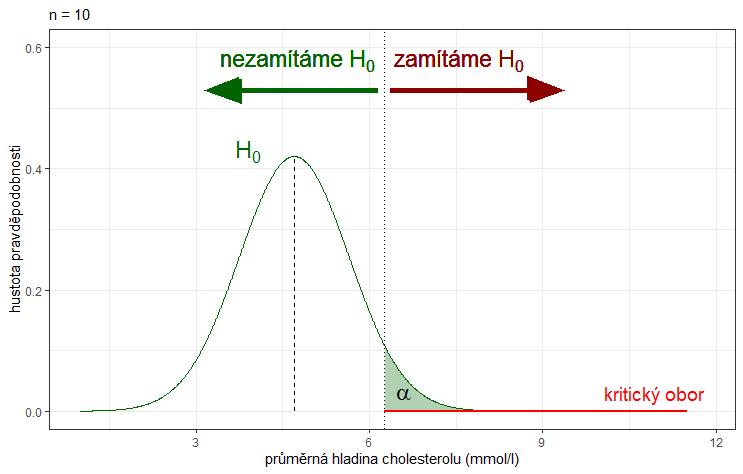 n = 10
nezamítáme H0
zamítáme H0
H0
α
kritický obor
0.6
0.4
0.2
0.0
3
6
9
12
hustota pravděpodobnosti
průměrná hladina cholesterolu (mmol/l)